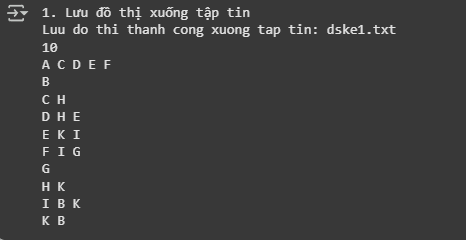 1. Lưu đồ thị xuống tập tin
Luu do thi thanh cong xuong tap tin: dske1.txt
10
A C D E F
B
C H
D H E
E K I
F I G
G
H K
I B K
K B